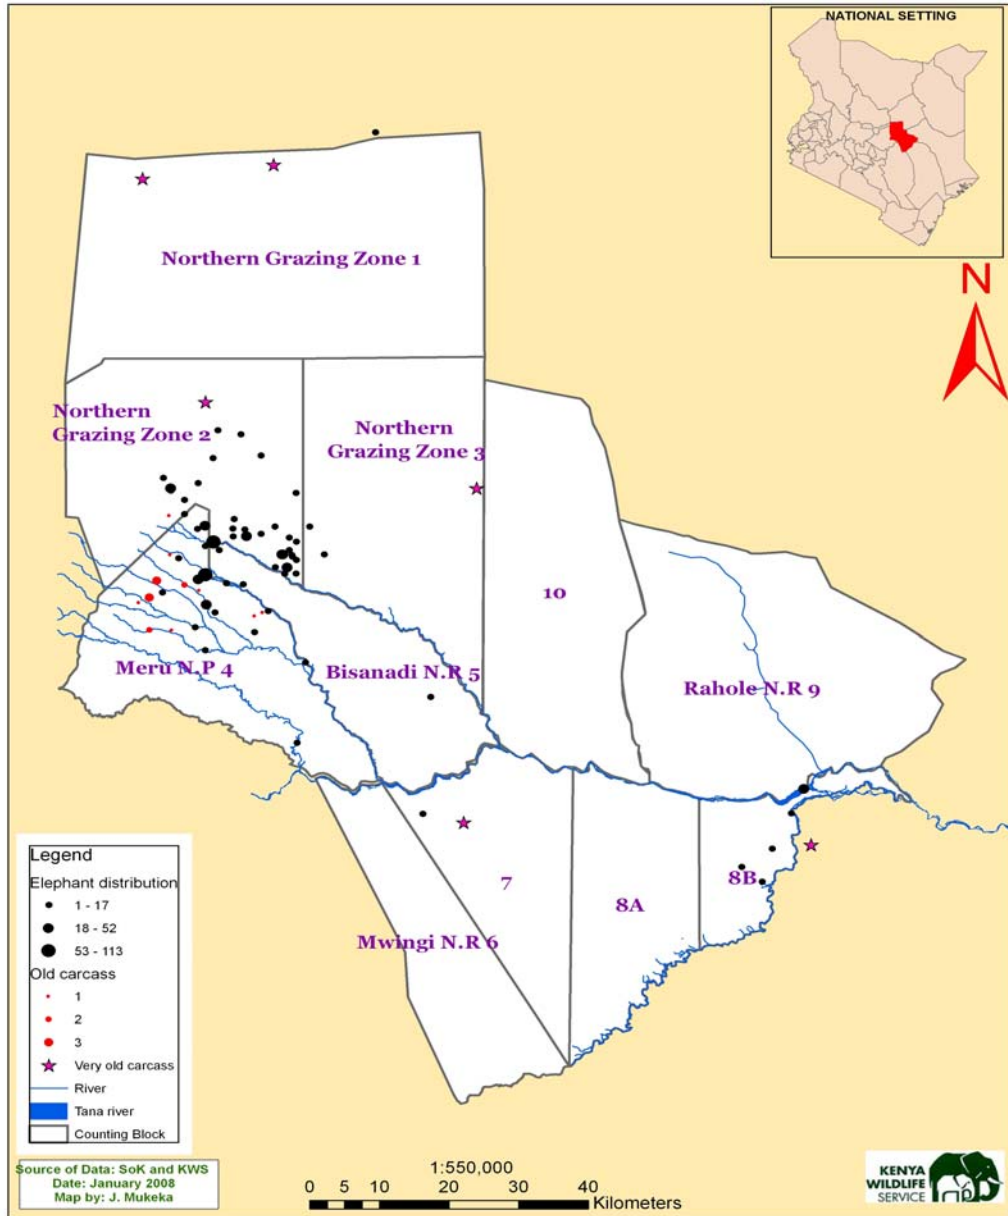 NATIONAL SETTING
N
Northern Grazing Zone 1
Northern
Grazing Zone 2
Northern
Grazing Zone 3
10
Meru N.P 4
Bisanadi N.R 5
Rahole N.R 9
7
8A
8B
Mwingi N.R 6
Legend
Elephant distribution
1 - 17
18 - 52
53 - 113
Old carcass
1
2
3
Very old carcass
River
Tana river
Counting Block
Source of Data: SoK and KWS
Date: January 2008
Map by: J. Mukeka
1:550,000
0 5 10 20 30 40
Kilometers
KENYA
WILDLIFE
SERVICE